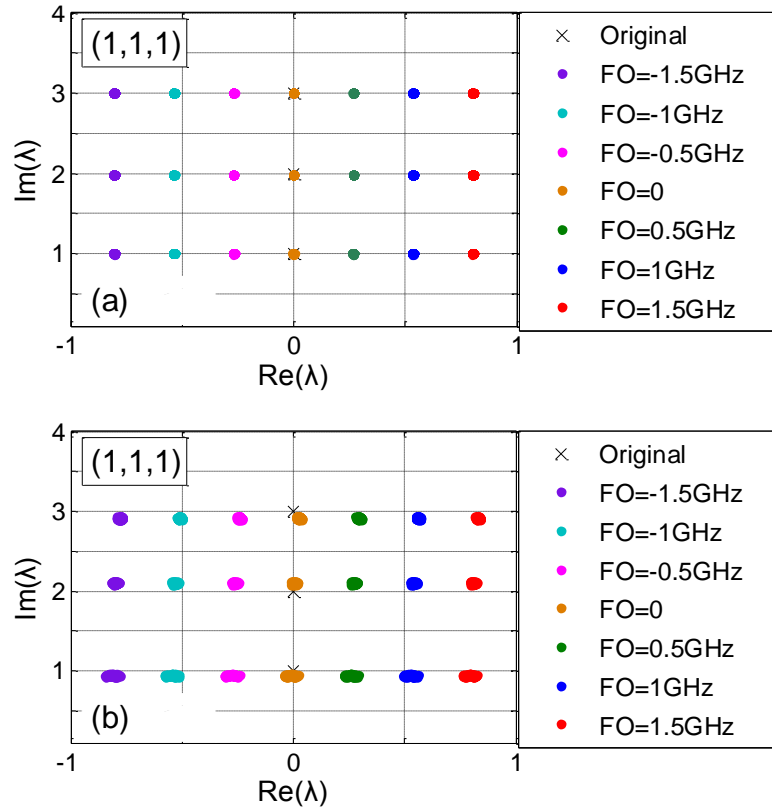 4
3
2
1
Im(λ)
(1,1,1)
(a)
-1
0
1
Re(λ)
Original
FO=-1.5GHz
FO=-1GHz
FO=-0.5GHz
FO=0
FO=0.5GHz
FO=1GHz
FO=1.5GHz
4
3
2
1
Im(λ)
(1,1,1)
(b)
-1
0
1
Re(λ)
Original
FO=-1.5GHz
FO=-1GHz
FO=-0.5GHz
FO=0
FO=0.5GHz
FO=1GHz
FO=1.5GHz